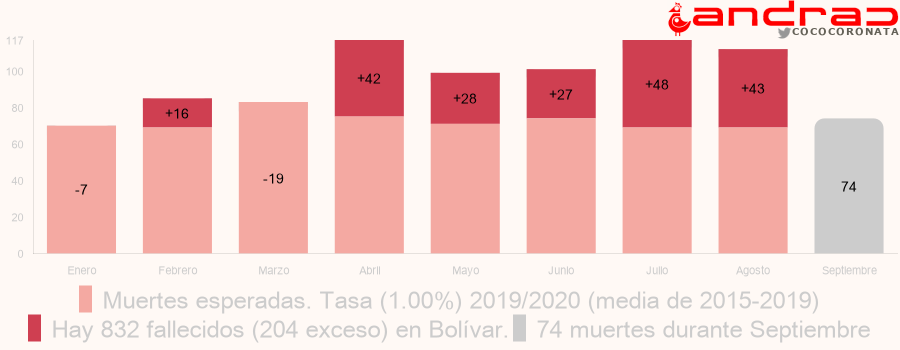 andrac
COCOCORONATA
117
100
80
60
40
20
0
-7
+16
-19
+42
+28
+27
+48
+43
74
Enero
Febrero
Marzo
Abril
Mayo
Junio
Julio
Agosto
Septiembre
Muertes esperadas. Tasa (1.00%) 2019/2020 (media de 2015-2019)
Hay 832 fallecidos (204 exceso) en Bolívar. 74 muertes durante Septiembre